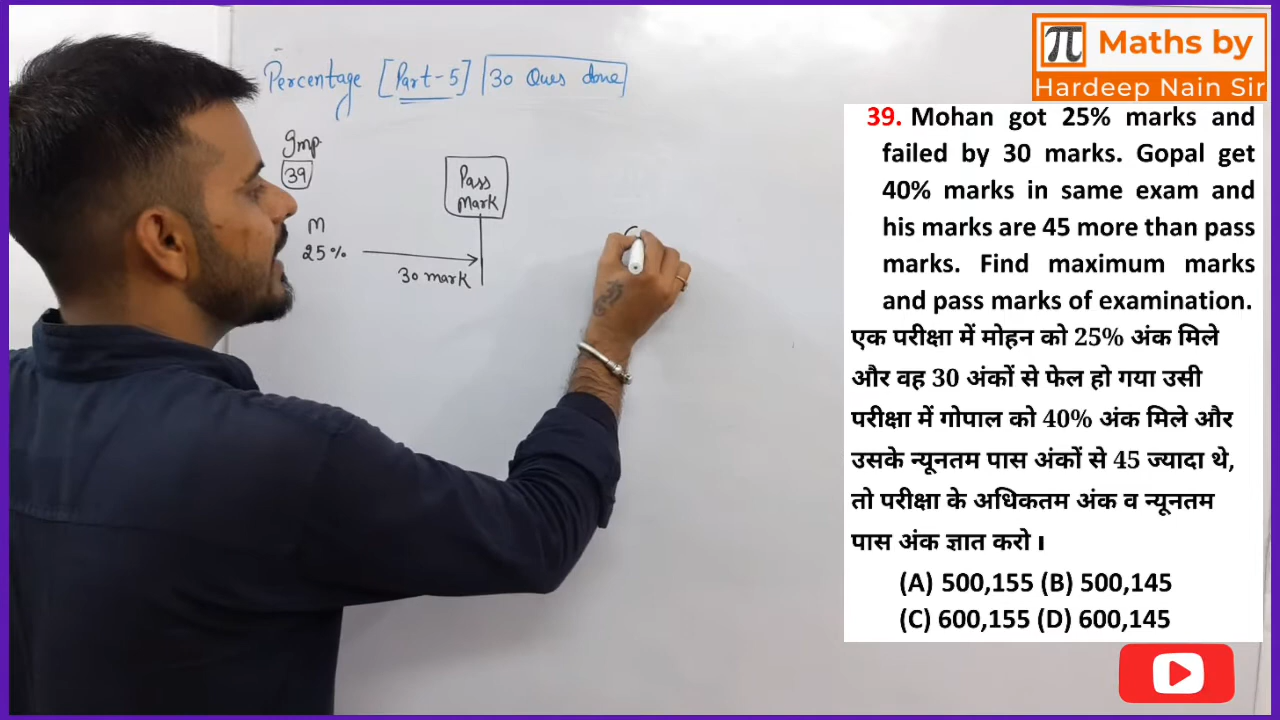 Percentage [Part-5] 30 Ques done
Imp
39
Pass
Mark
M
25%
30 mark
π Maths by
Hardeep Nain Sir
39. Mohan got 25% marks and
failed by 30 marks. Gopal get
40% marks in same exam and
his marks are 45 more than pass
marks. Find maximum marks
and pass marks of examination.
एक परीक्षा में मोहन को 25% अंक मिले
और वह 30 अंकों से फेल हो गया उसी
परीक्षा में गोपाल को 40% अंक मिले और
उसके न्यूनतम पास अंकों से 45 ज्यादा थे,
तो परीक्षा के अधिकतम अंक व न्यूनतम
पास अंक ज्ञात करो ।
(A) 500,155 (B) 500,145
(C) 600,155 (D) 600,145